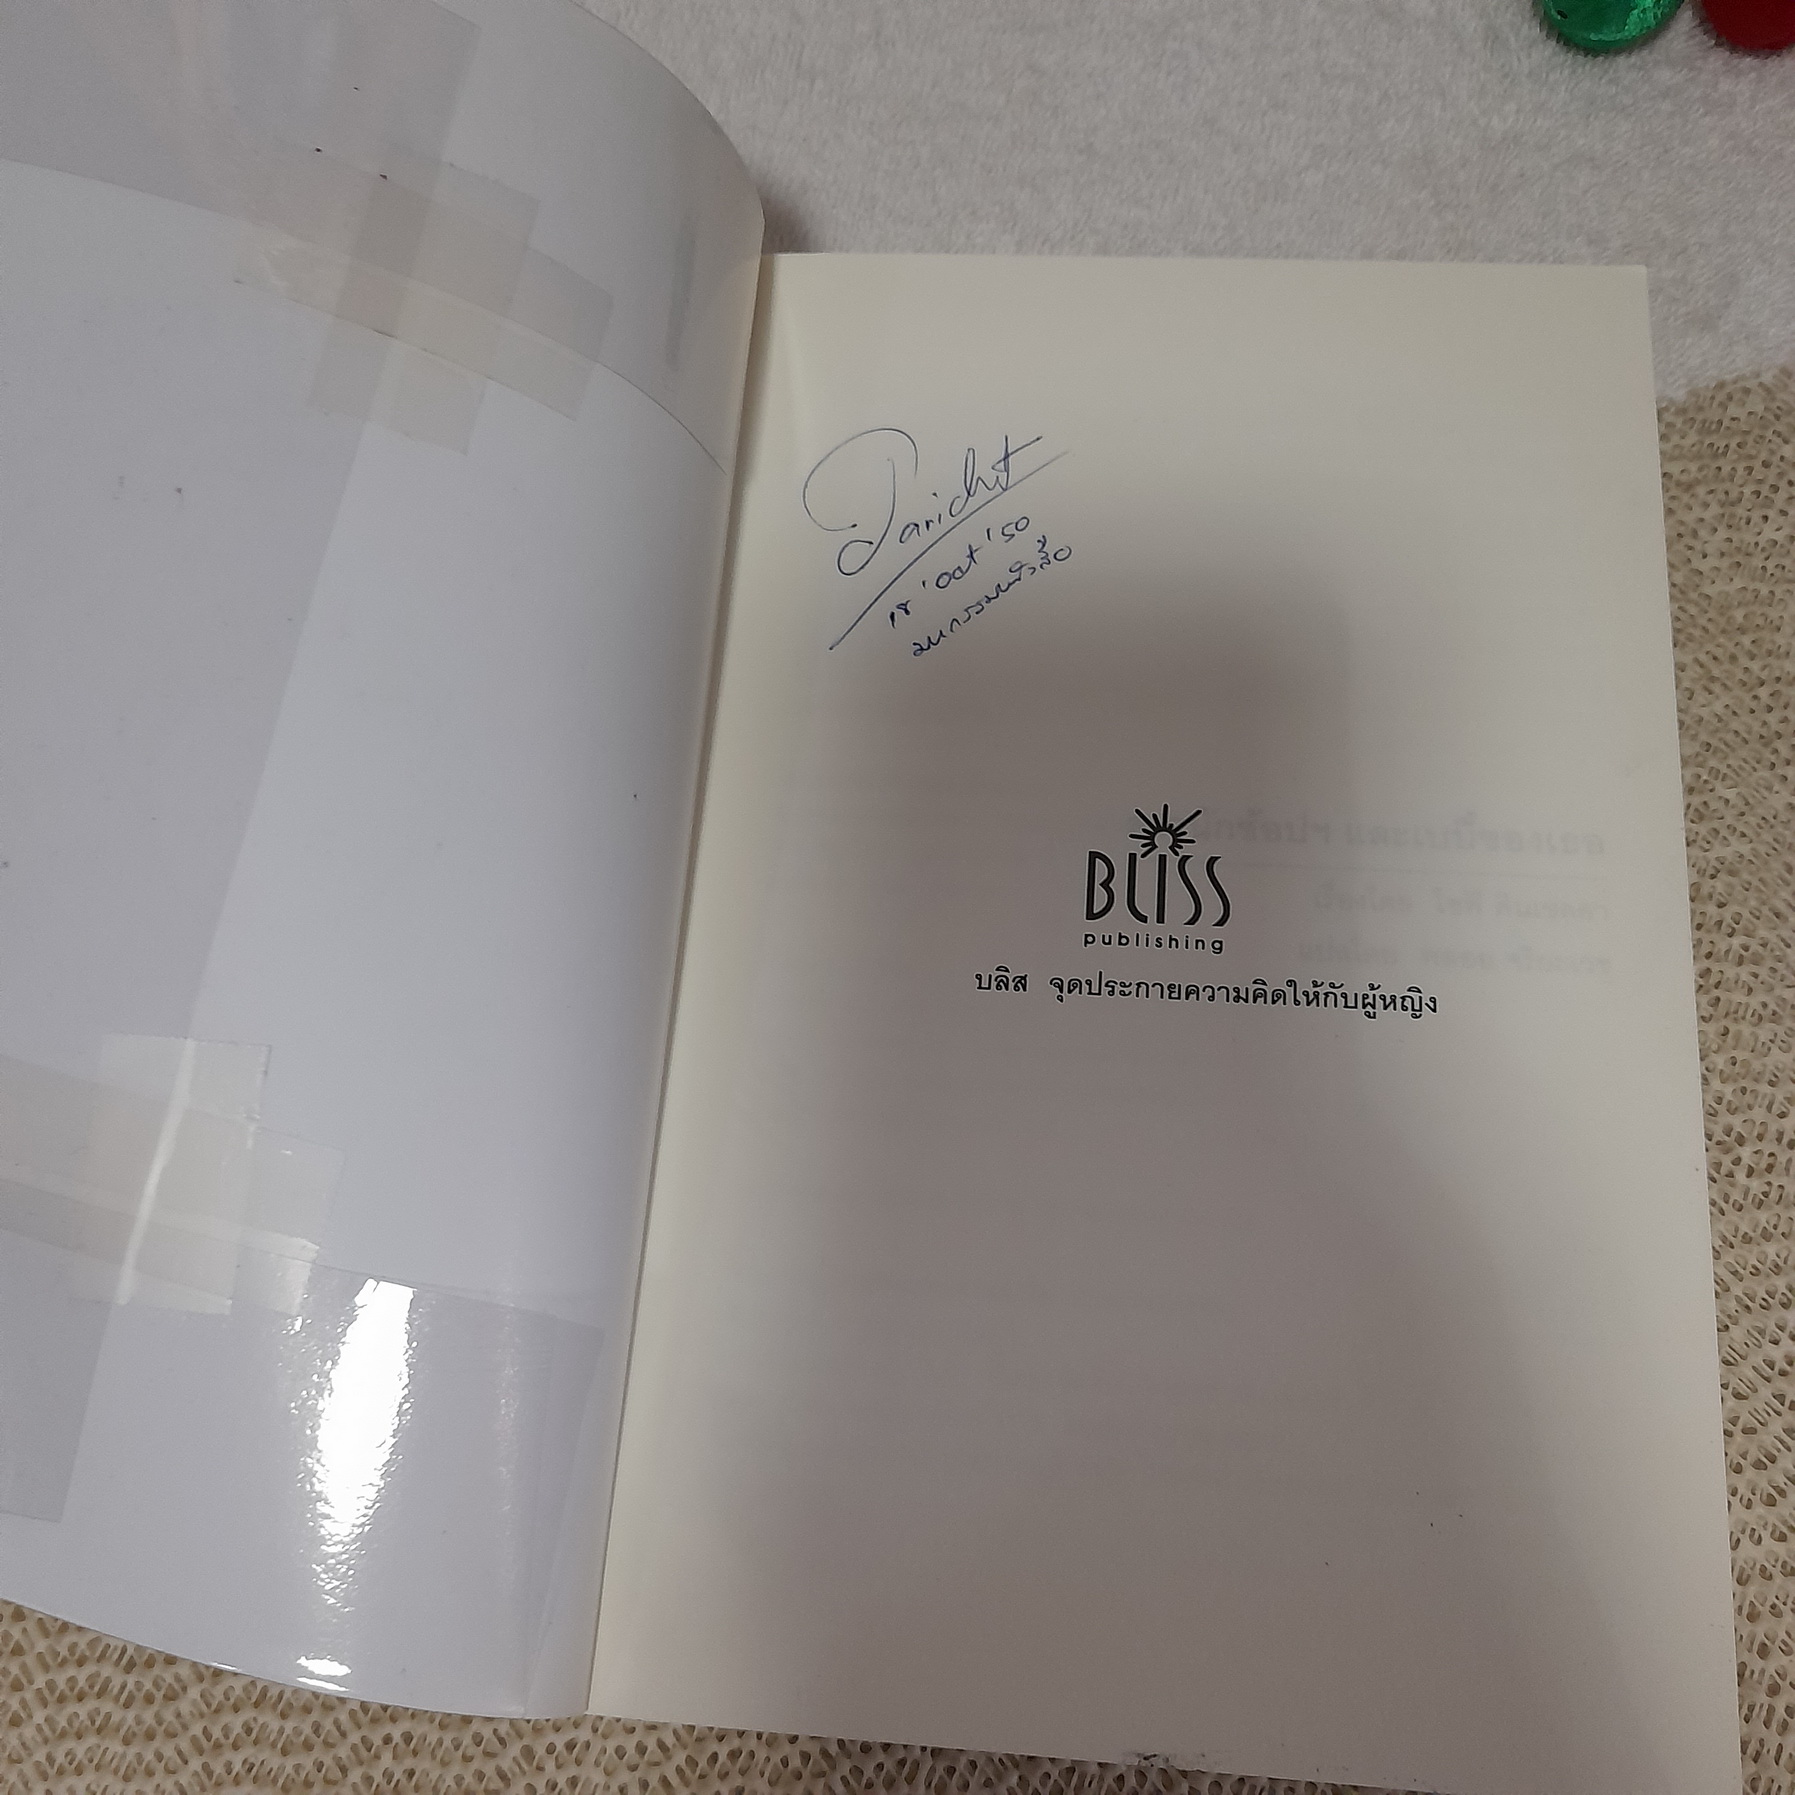 Parichit
18 'Oct '50
มหกรรมหนังสือ
BLISS
publishing
บลิส จุดประกายความคิดให้กับผู้หญิง